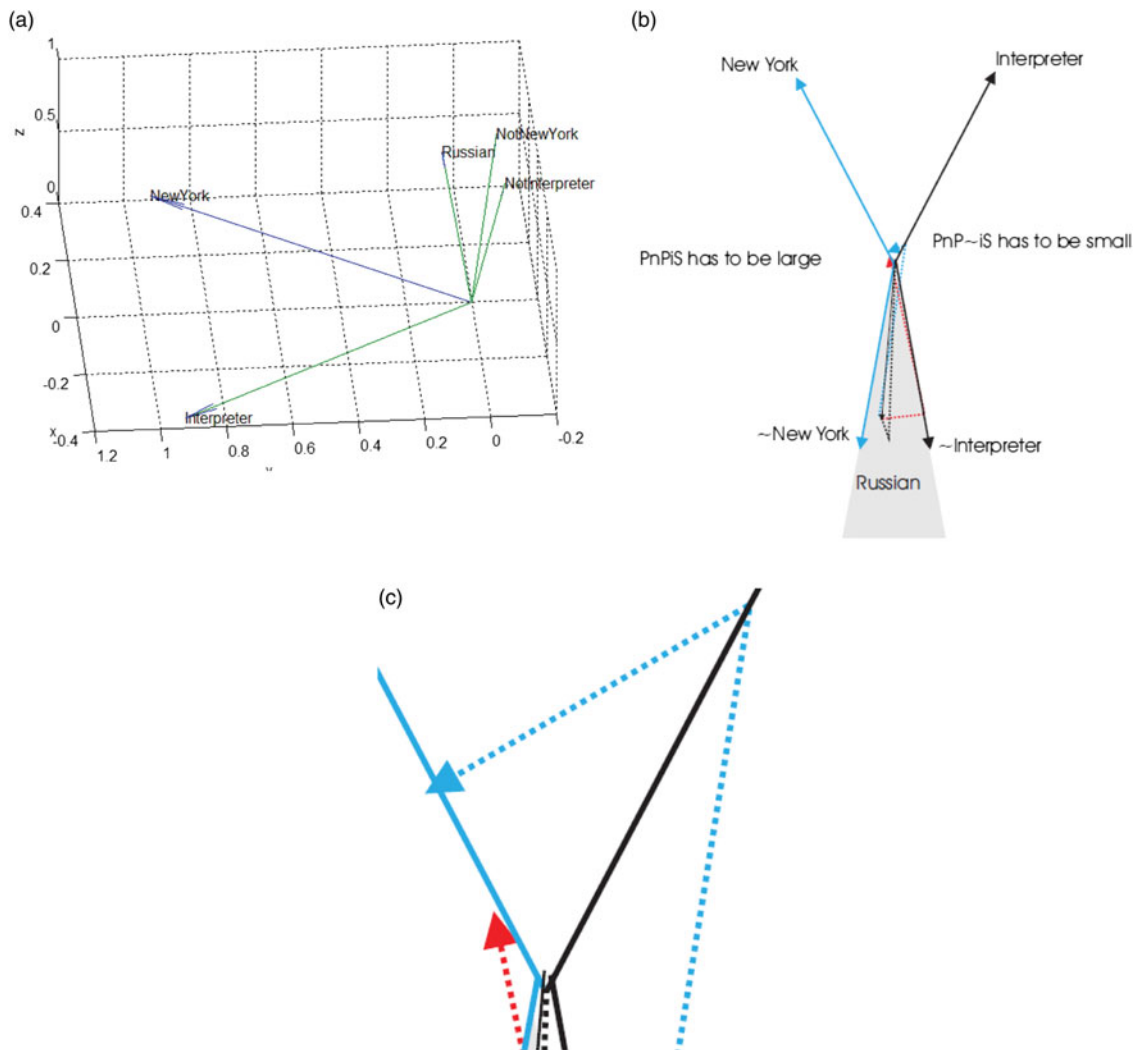 (a)
1
0.5
z
0
0.4
0.2
0
-0.2
x
-0.4
1.2
1
0.8
0.6
0.4
0.2
0
-0.2
NotNewYork
Russian
NotInterpreter
NewYork
Interpreter
(b)
New York
Interpreter
PnPiS has to be large
PnP~iS has to be small
~New York
~Interpreter
Russian
(c)